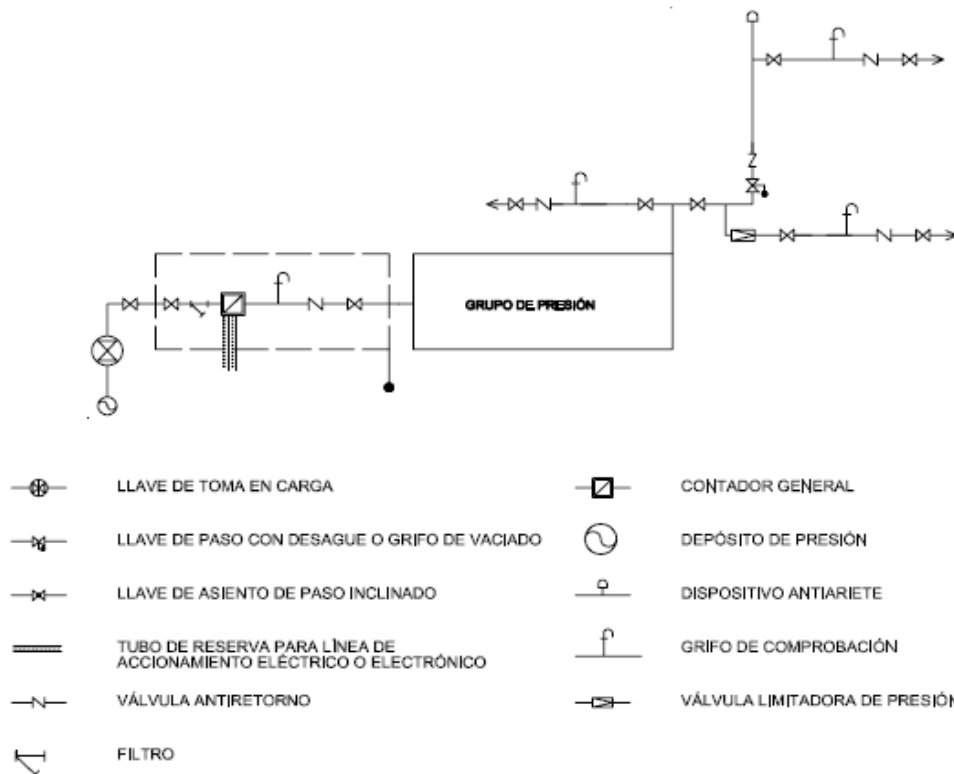 GRUPO DE PRESIÓN
LLAVE DE TOMA EN CARGA
LLAVE DE PASO CON DESAGUE O GRIFO DE VACIADO
LLAVE DE ASIENTO DE PASO INCLINADO
TUBO DE RESERVA PARA LÍNEA DE
ACCIONAMIENTO ELÉCTRICO O ELECTRÓNICO
VÁLVULA ANTIRETORNO
FILTRO
CONTADOR GENERAL
DEPÓSITO DE PRESIÓN
DISPOSITIVO ANTIARIETE
GRIFO DE COMPROBACIÓN
VÁLVULA LIMITADORA DE PRESIÓN